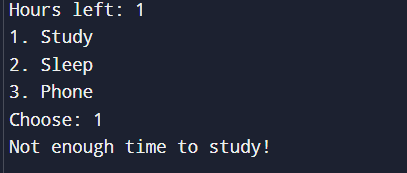 Hours left: 1
1. Study
2. Sleep
3. Phone
Choose: 1
Not enough time to study!